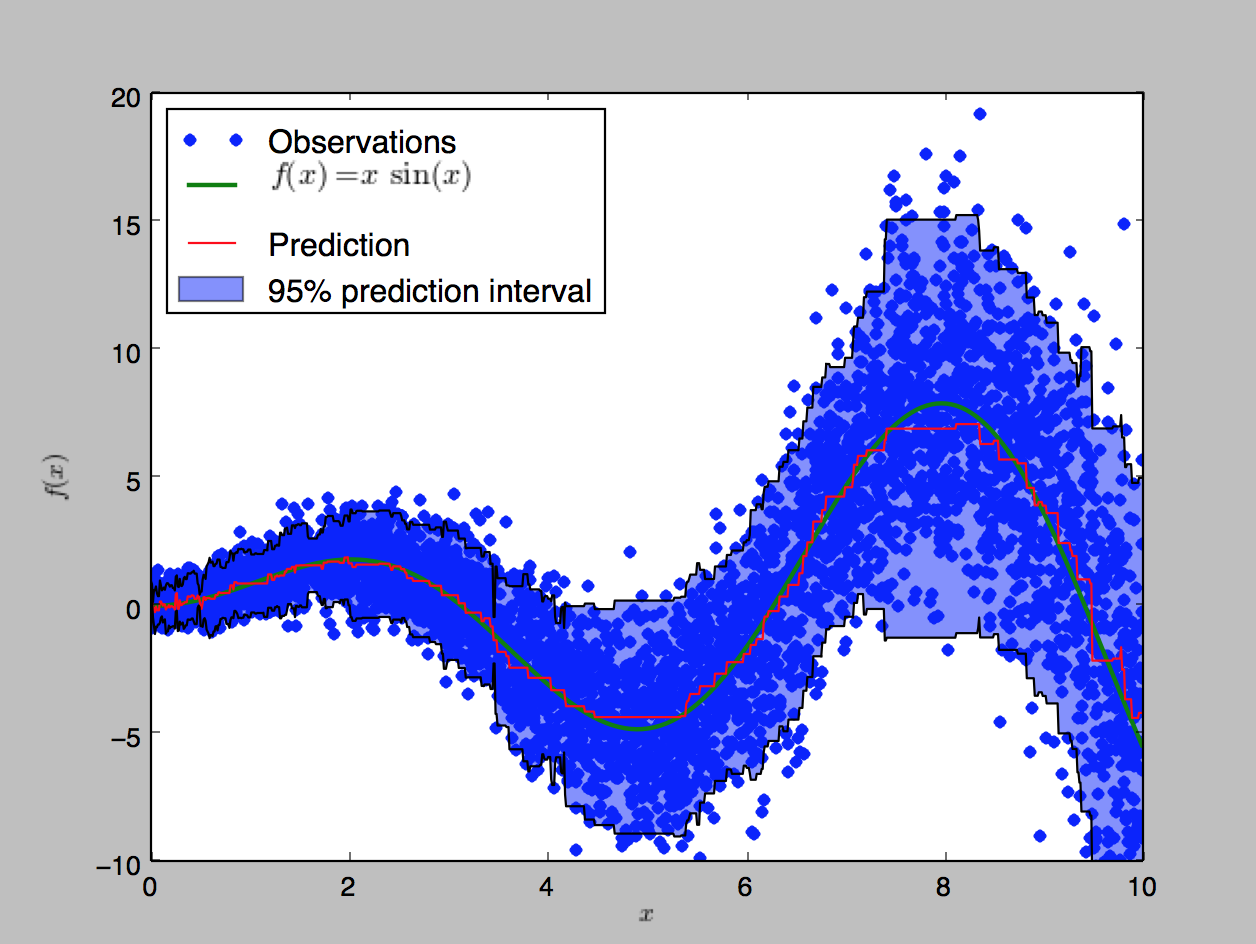 20
15
10
5
0
−5
−10
f(x)
Observations
f(x) = x sin(x)
Prediction
95% prediction interval
0 2 4 6 8 10
x